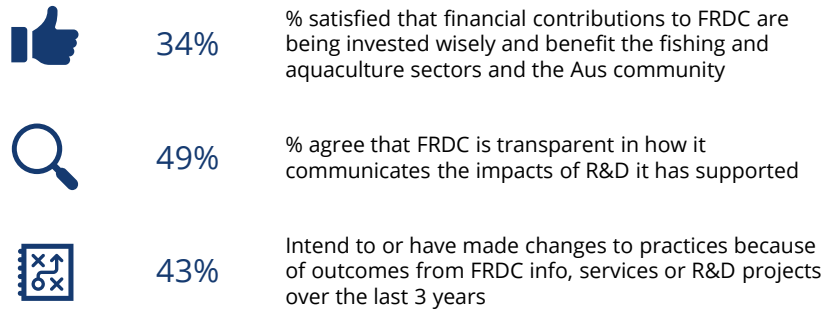 34%
% satisfied that financial contributions to FRDC are
being invested wisely and benefit the fishing and
aquaculture sectors and the Aus community
49%
% agree that FRDC is transparent in how it
communicates the impacts of R&D it has supported
43%
Intend to or have made changes to practices because
of outcomes from FRDC info, services or R&D projects
over the last 3 years